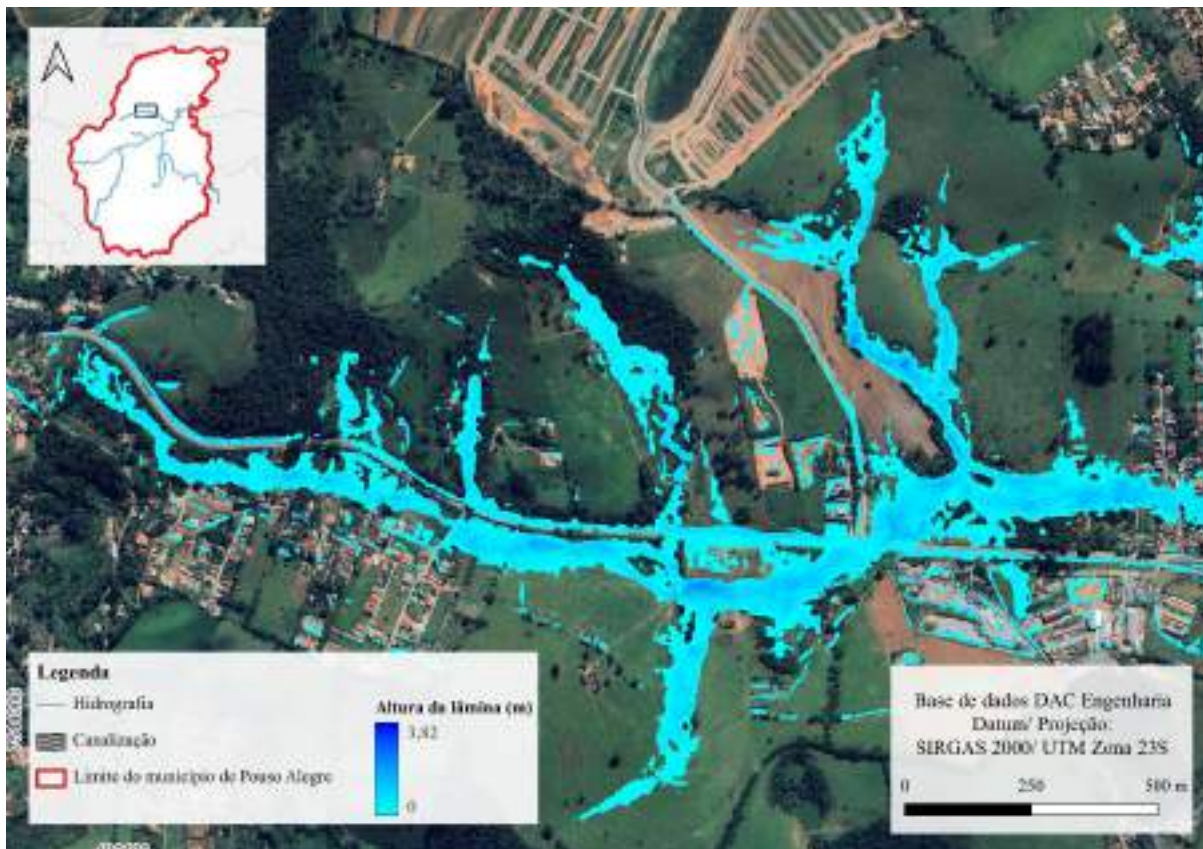 Legenda
Hidrografia
Canalização
Limite do município de Pouso Alegre
Altura da lâmina (m)
3,82
0
Base de dados DAC Engenharia
Datum/ Projeção:
SIRGAS 2000/ UTM Zona 23S
0
250
500 m